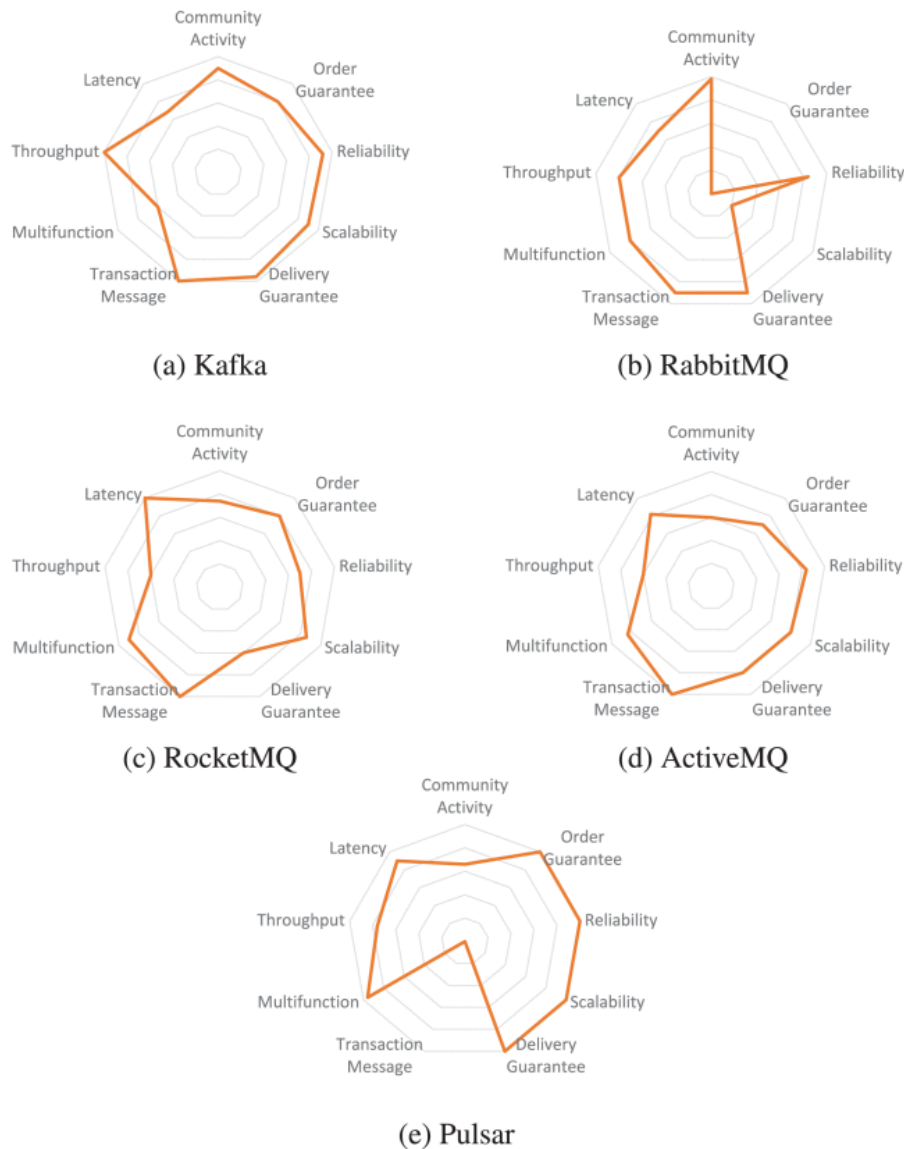 Community
Activity
Order
Guarantee
Latency
Throughput
Reliability
Multifunction
Scalability
Transaction
Message
Delivery
Guarantee
(a) Kafka
Community
Activity
Order
Guarantee
Latency
Throughput
Reliability
Multifunction
Scalability
Transaction
Message
Delivery
Guarantee
(b) RabbitMQ
Community
Activity
Order
Guarantee
Latency
Throughput
Reliability
Multifunction
Scalability
Transaction
Message
Delivery
Guarantee
(c) RocketMQ
Community
Activity
Order
Guarantee
Latency
Throughput
Reliability
Multifunction
Scalability
Transaction
Message
Delivery
Guarantee
(d) ActiveMQ
Community
Activity
Order
Guarantee
Latency
Throughput
Reliability
Multifunction
Scalability
Transaction
Message
Delivery
Guarantee
(e) Pulsar